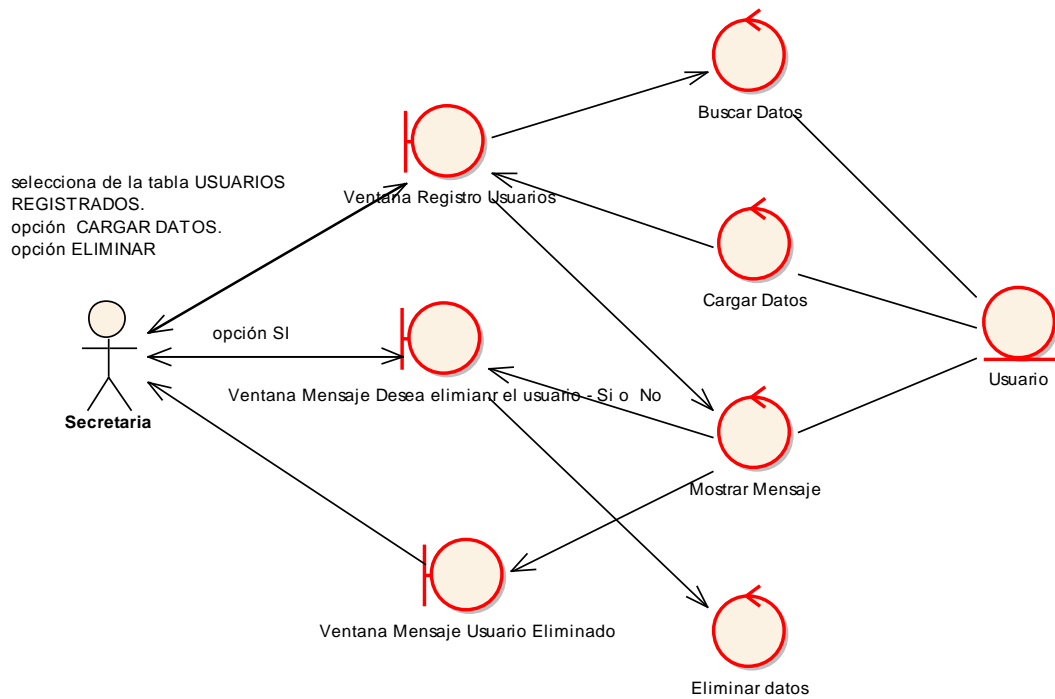 Buscar Datos
selecciona de la tabla USUARIOS
REGISTRADOS.
opción CARGAR DATOS.
opción ELIMINAR
Ventana Registro Usuarios
Cargar Datos
opción SI
Usuario
Ventana Mensaje Desea elimianr el usuario - Si o No
Secretaria
Mostrar Mensaje
Ventana Mensaje Usuario Eliminado
Eliminar datos